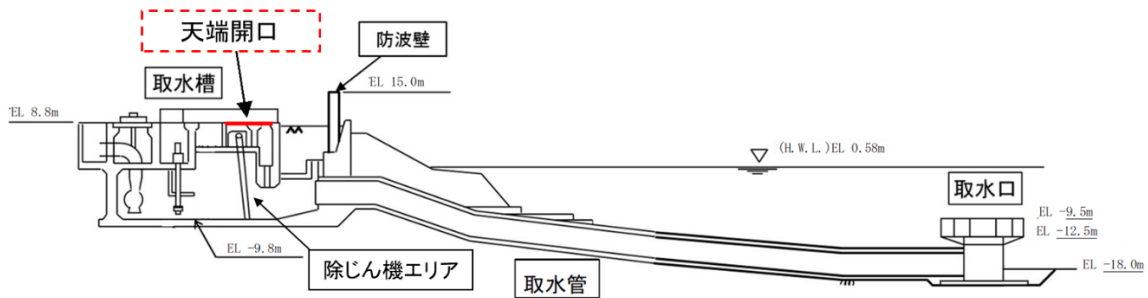 天端開口
防波壁
取水槽
EL 15.0m
EL 8.8m
(H.W.L.)EL 0.58m
取水口
EL -9.5m
EL -12.5m
EL -9.8m
除じん機エリア
取水管
EL -18.0m